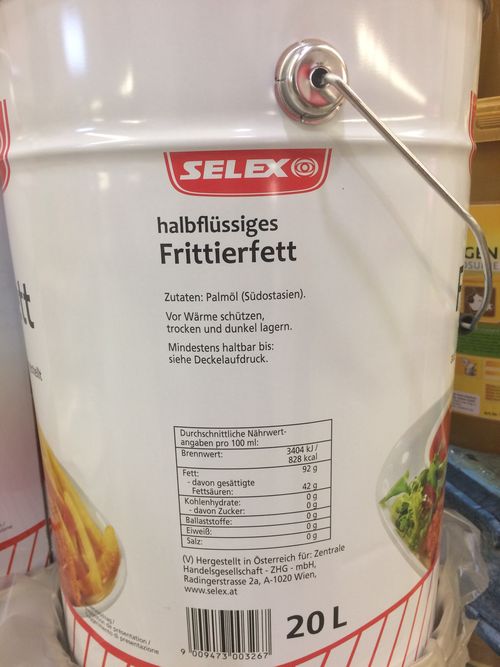 SELEX
halbflüssiges
Frittierfett
Zutaten: Palmöl (Südostasien).
Vor Wärme schützen,
trocken und dunkel lagern.
Mindestens haltbar bis:
siehe Deckelaufdruck.
Durchschnittliche Nährwert-
angaben pro 100 ml:
Brennwert: 3404 kJ /
828 kcal
Fett: 92 g
- davon gesättigte
Fettsäuren: 42 g
Kohlenhydrate: 0 g
- davon Zucker: 0 g
Ballaststoffe: 0 g
Eiweiß: 0 g
Salz: 0 g
(V) Hergestellt in Österreich für: Zentrale
Handelsgesellschaft - ZHG - mbH,
Radingerstrasse 2a, A-1020 Wien,
www.selex.at
9 009473 003267
20 L